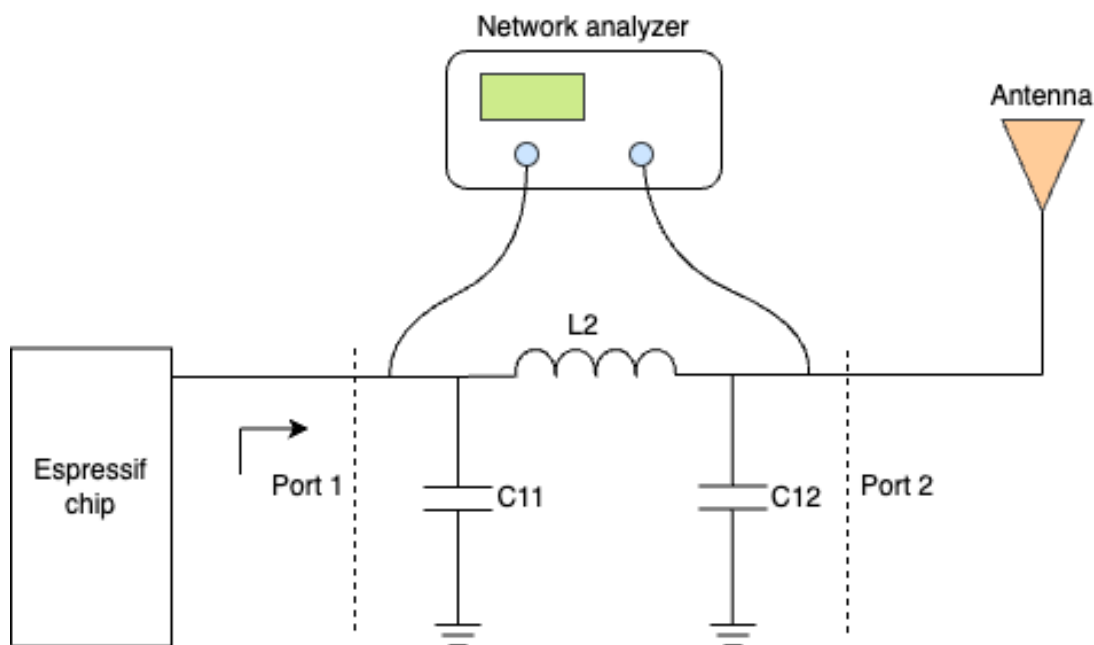 Network analyzer
Antenna
L2
Espressif
chip
Port 1
C11
C12
Port 2